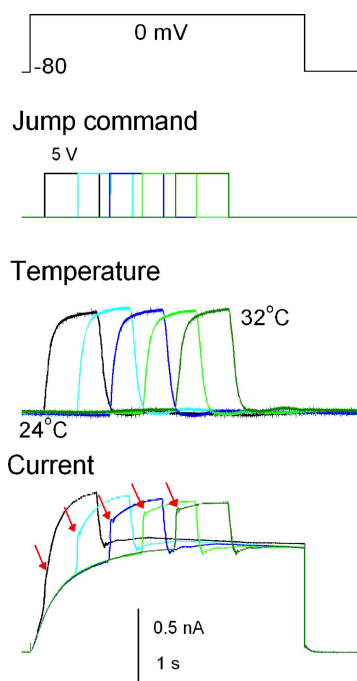 0 mV
-80
Jump command
5 V
Temperature
32°C
24°C
Current
0.5 nA
1 s